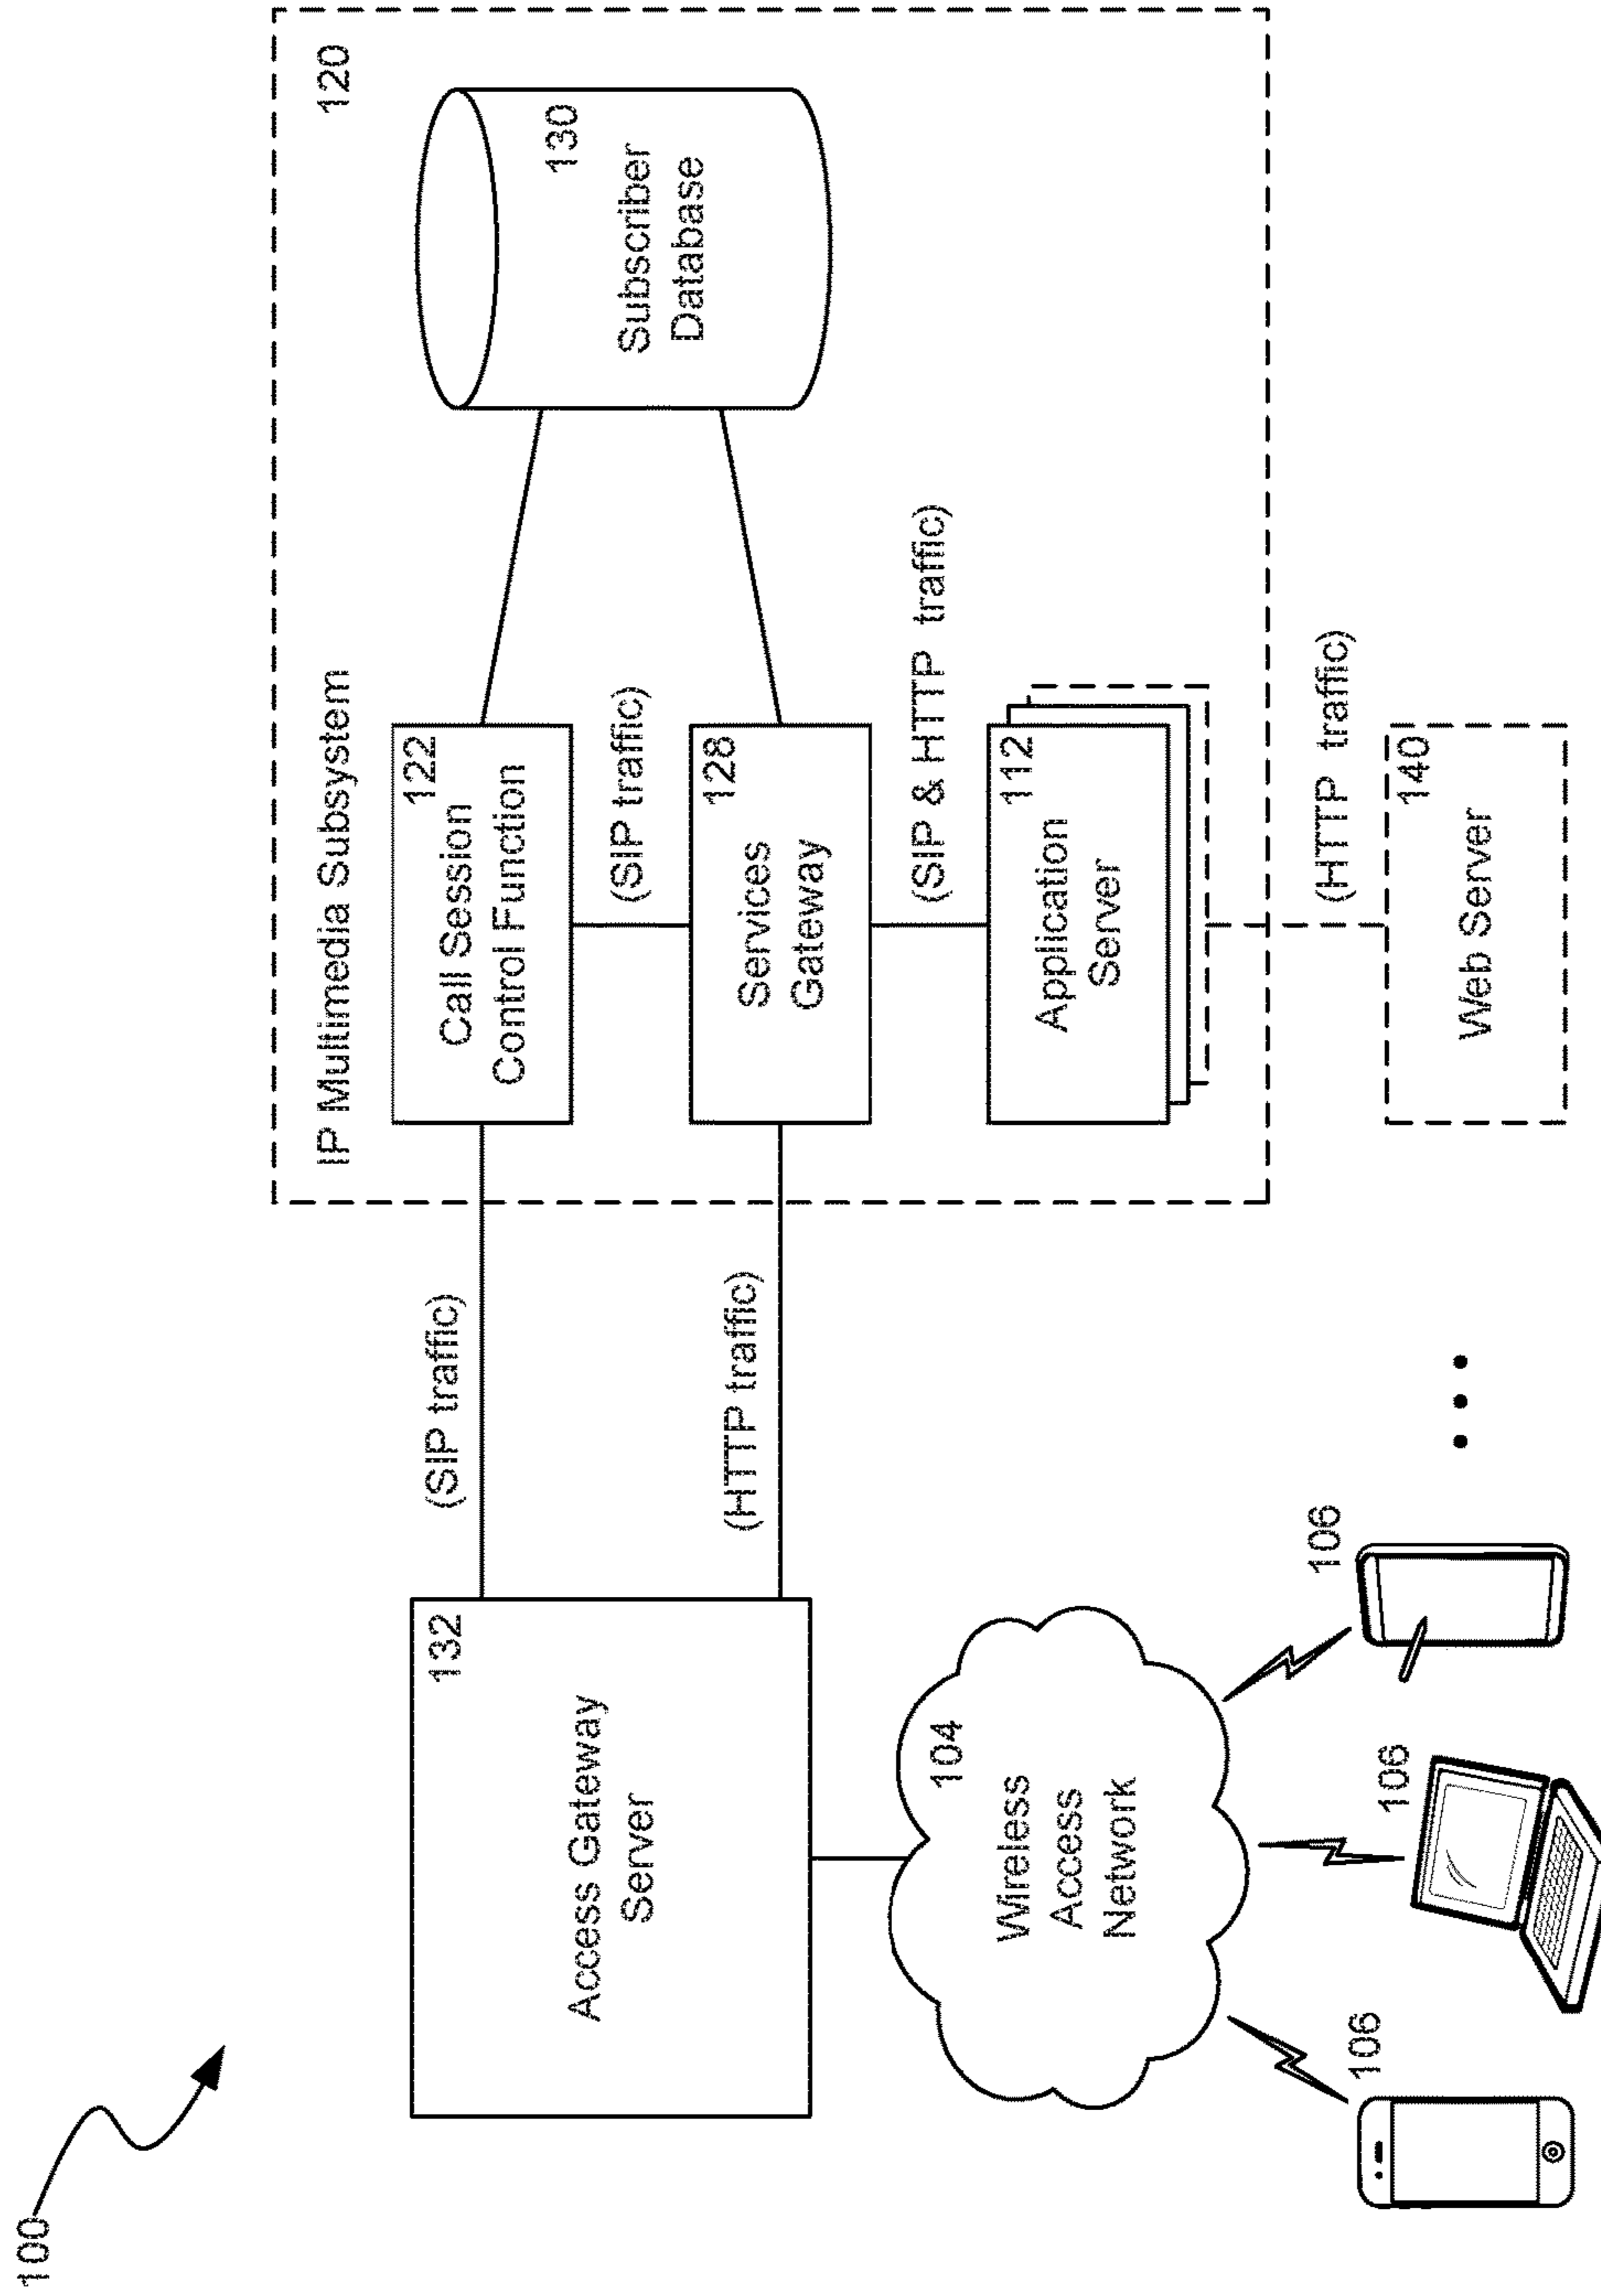 100
IP Multimedia Subsystem
120
132
Access Gateway
Server
(SIP traffic)
(HTTP traffic)
122
Call Session
Control Function
(SIP traffic)
128
Services
Gateway
(SIP & HTTP traffic)
112
Application
Server
130
Subscriber
Database
104
Wireless
Access
Network
106
106
106
(HTTP traffic)
140
Web Server